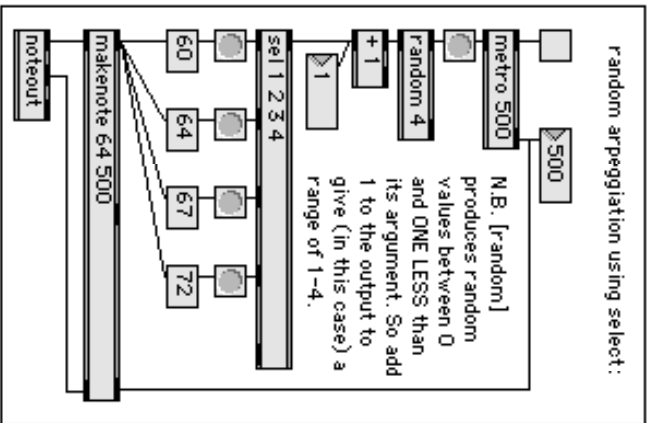 random arpeggiation using select:
500
metro 500
N.B. [random]
produces random
values between 0
and ONE LESS than
its argument. So add
1 to the output to
give (in this case) a
range of 1-4.
random 4
+ 1
1
sel 1 2 3 4
60
64
67
72
makenote 64 500
noteout